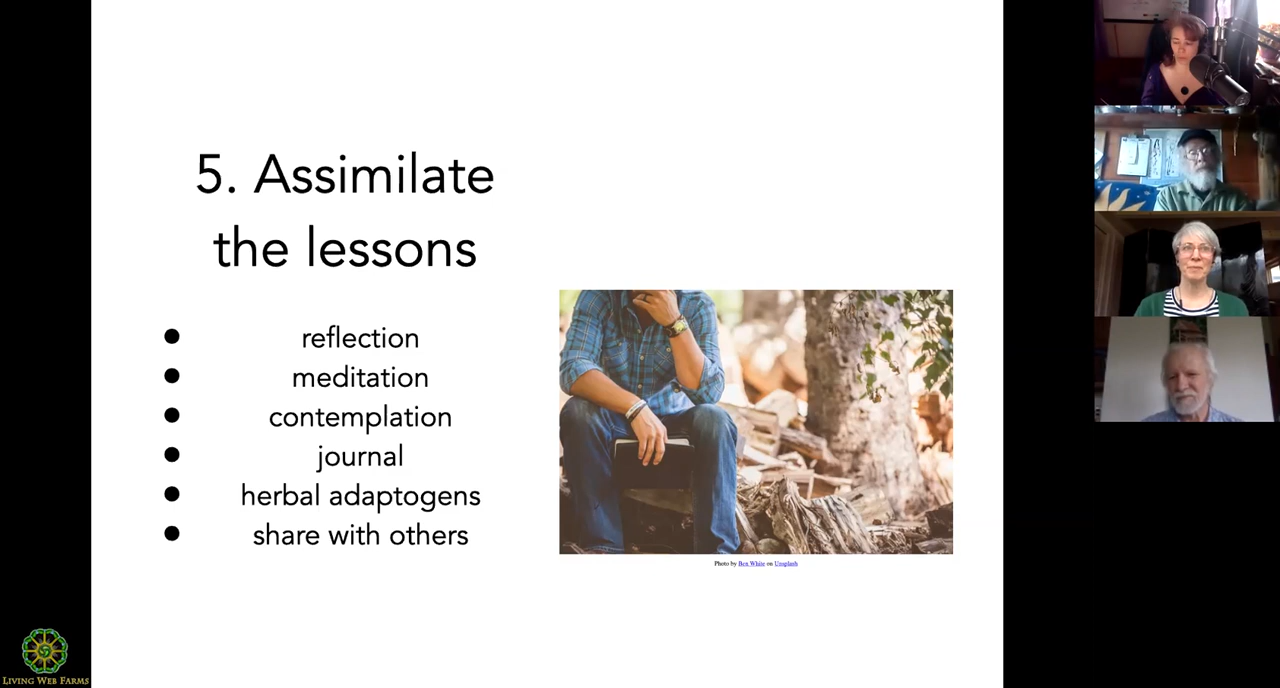 5. Assimilate
the lessons
● reflection
● meditation
● contemplation
● journal
● herbal adaptogens
● share with others
Photo by Ben White on Unsplash
LIVING WEB FARMS